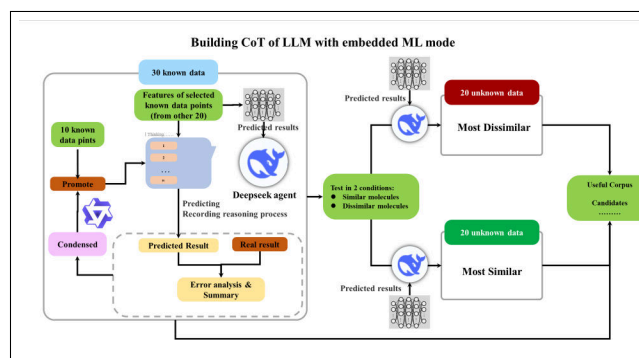 Building CoT of LLM with embedded ML mode
30 known data
Features of selected
known data points
(from other 20)
10 known
data pints
Promote
Condensed
Predicted results
Deepseek agent
Predicting
Recording reasoning process
Predicted Result
Real result
Error analysis &
Summary
Test in 2 conditions:
● Similar molecules
● Dissimilar molecules
Predicted results
20 unknown data
Most Dissimilar
20 unknown data
Most Similar
Predicted results
Useful Corpus
Candidates
.........